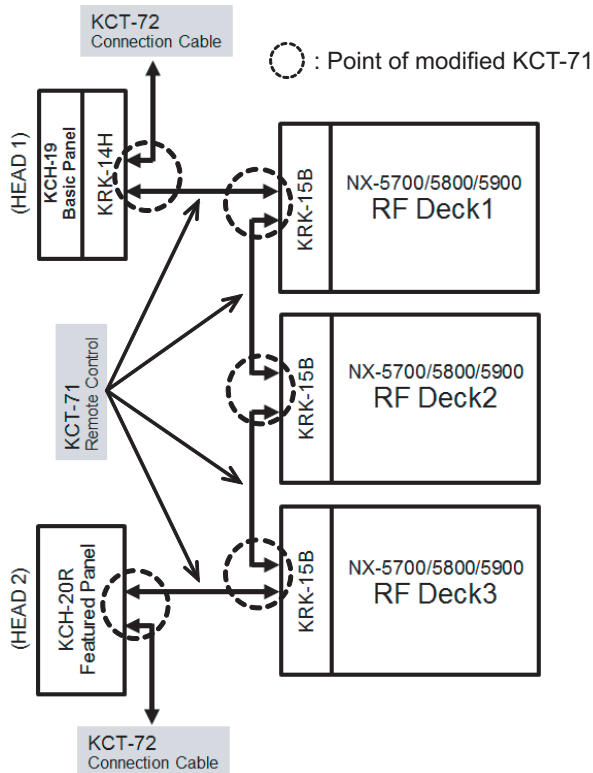 KCT-72
Connection Cable
: Point of modified KCT-71
(HEAD 1)
KCH-19
Basic Panel
KRK-14H
KRK-15B
NX-5700/5800/5900
RF Deck1
KCT-71
Remote Control
KRK-15B
NX-5700/5800/5900
RF Deck2
(HEAD 2)
KCH-20R
Featured Panel
KRK-15B
NX-5700/5800/5900
RF Deck3
KCT-72
Connection Cable